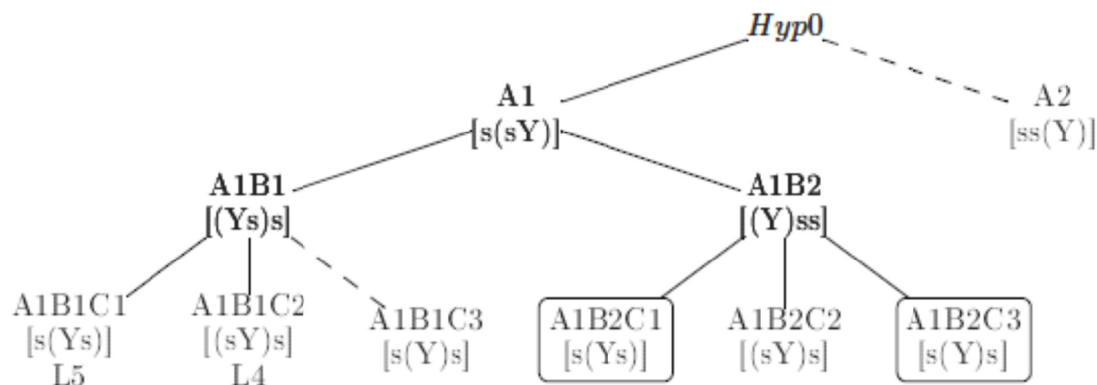 Hyp0
A1
[s(sY)]
A2
[ss(Y)]
A1B1
[(Ys)s]
A1B2
[(Y)ss]
A1B1C1
[s(Ys)]
L5
A1B1C2
[(sY)s]
L4
A1B1C3
[s(Y)s]
A1B2C1
[s(Ys)]
A1B2C2
[(sY)s]
A1B2C3
[s(Y)s]